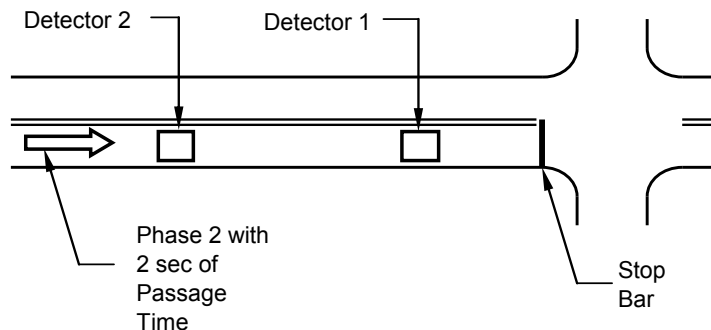 Detector 2
Detector 1
Phase 2 with
2 sec of
Passage
Time
Stop
Bar